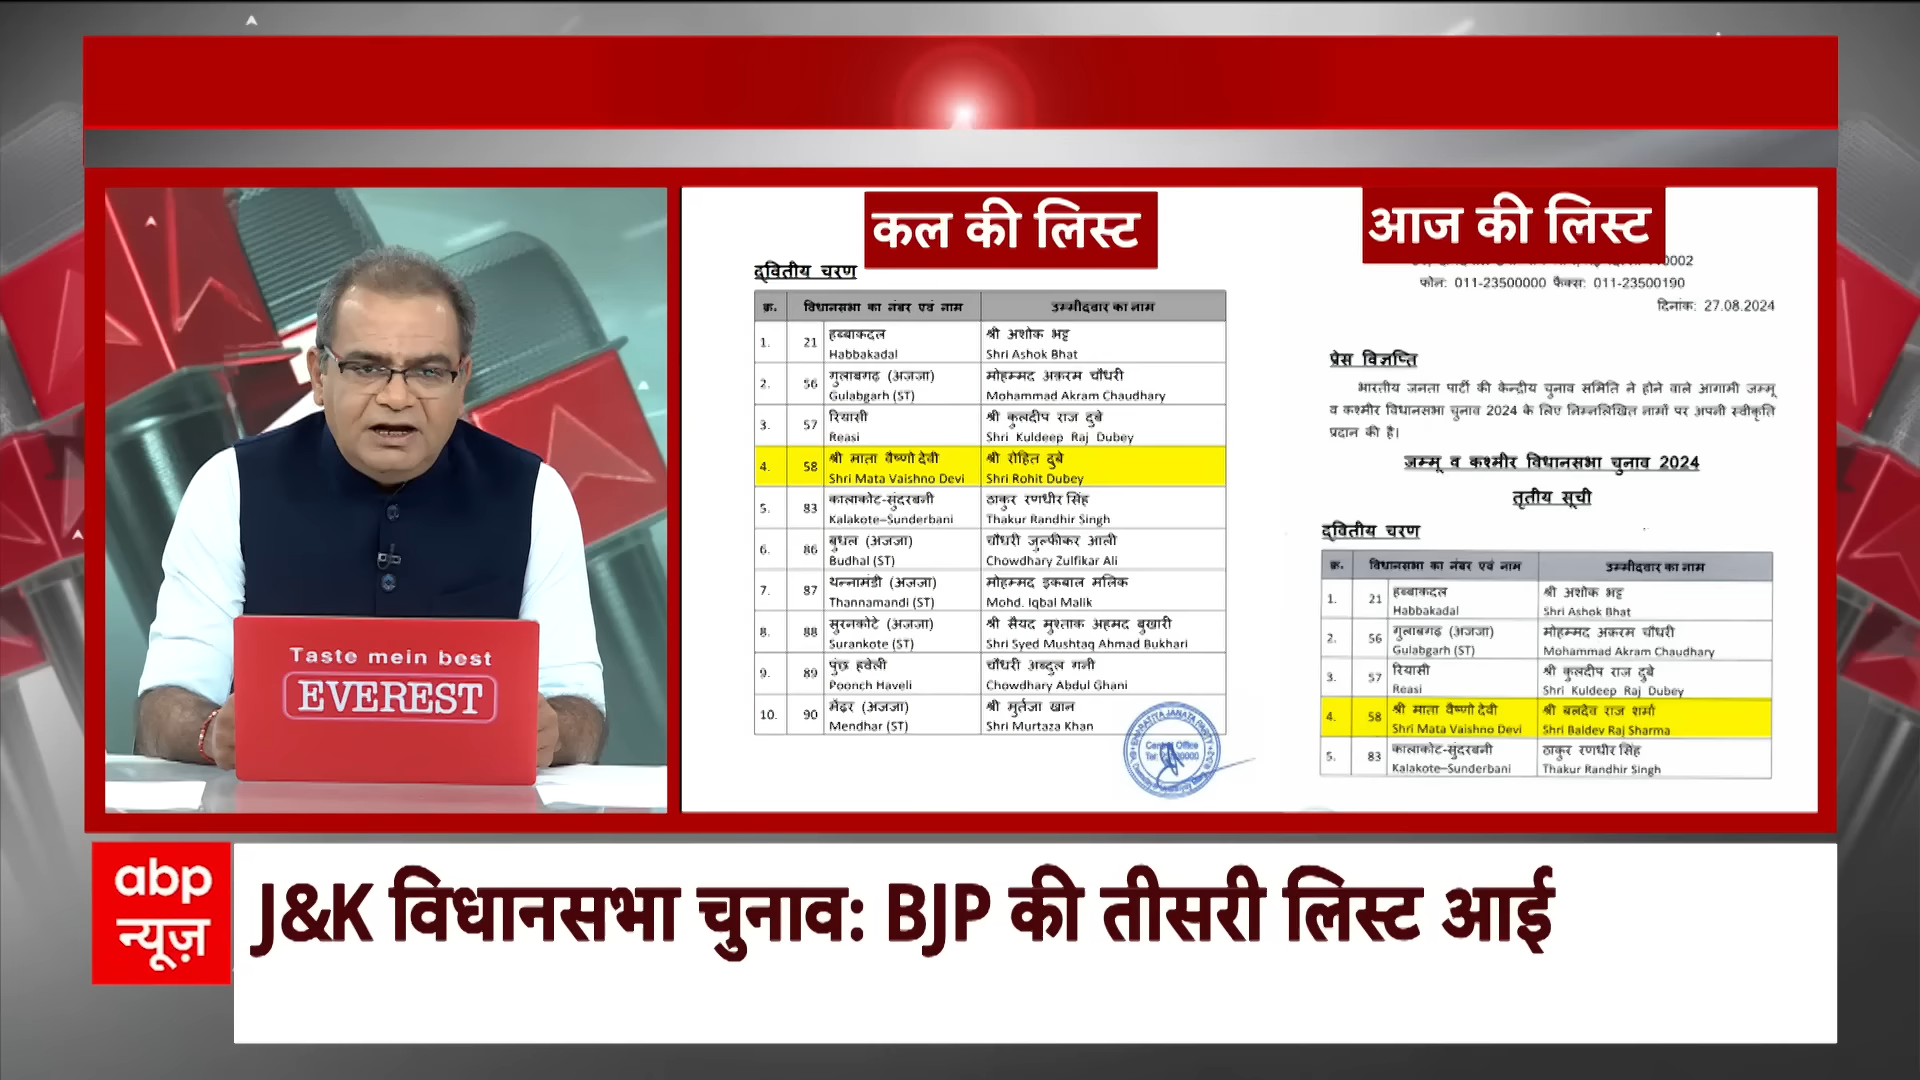 कल की लिस्ट
द्वितीय चरण
क्र. विधानसभा का नंबर एवं नाम उम्मीदवार का नाम
1. 21 हब्बाकदल श्री अशोक भट्ट
Habbakadal Shri Ashok Bhat
2. 56 गुलाबगढ़ (अजजा) मोहम्मद अकरम चौधरी
Gulabgarh (ST) Mohammad Akram Chaudhary
3. 57 रियासी श्री कुलदीप राज दुबे
Reasi Shri Kuldeep Raj Dubey
4. 58 श्री माता वैष्णो देवी श्री रोहित दुबे
Shri Mata Vaishno Devi Shri Rohit Dubey
5. 83 कालाकोट-सुंदरबनी ठाकुर रणधीर सिंह
Kalakote–Sunderbani Thakur Randhir Singh
6. 86 बुधल (अजजा) चौधरी जुल्फीकर आली
Budhal (ST) Chowdhary Zulfikar Ali
7. 87 थन्नामंडी (अजजा) मोहम्मद इकबाल मलिक
Thannamandi (ST) Mohd. Iqbal Malik
8. 88 सुरनकोटे (अजजा) श्री सैयद मुश्ताक अहमद बुखारी
Surankote (ST) Shri Syed Mushtaq Ahmad Bukhari
9. 89 पुंछ हवेली चौधरी अब्दुल गनी
Poonch Haveli Chowdhary Abdul Ghani
10. 90 मेंढर (अजजा) श्री मुर्तजा खान
Mendhar (ST) Shri Murtaza Khan
BHARATIYA JANATA PARTY
Central Office
आज की लिस्ट
फोन: 011-23500000 फैक्स: 011-23500190
दिनांक: 27.08.2024
प्रेस विज्ञप्ति
भारतीय जनता पार्टी की केन्द्रीय चुनाव समिति ने होने वाले आगामी जम्मू
व कश्मीर विधानसभा चुनाव 2024 के लिए निम्नलिखित नामों पर अपनी स्वीकृति
प्रदान की है।
जम्मू व कश्मीर विधानसभा चुनाव 2024
तृतीय सूची
द्वितीय चरण
क्र. विधानसभा का नंबर एवं नाम उम्मीदवार का नाम
1. 21 हब्बाकदल श्री अशोक भट्ट
Habbakadal Shri Ashok Bhat
2. 56 गुलाबगढ़ (अजजा) मोहम्मद अकरम चौधरी
Gulabgarh (ST) Mohammad Akram Chaudhary
3. 57 रियासी श्री कुलदीप राज दुबे
Reasi Shri Kuldeep Raj Dubey
4. 58 श्री माता वैष्णो देवी श्री बलदेव राज शर्मा
Shri Mata Vaishno Devi Shri Baldev Raj Sharma
5. 83 कालाकोट-सुंदरबनी ठाकुर रणधीर सिंह
Kalakote–Sunderbani Thakur Randhir Singh
Taste mein best
EVEREST
abp
न्यूज़
J&K विधानसभा चुनाव: BJP की तीसरी लिस्ट आई